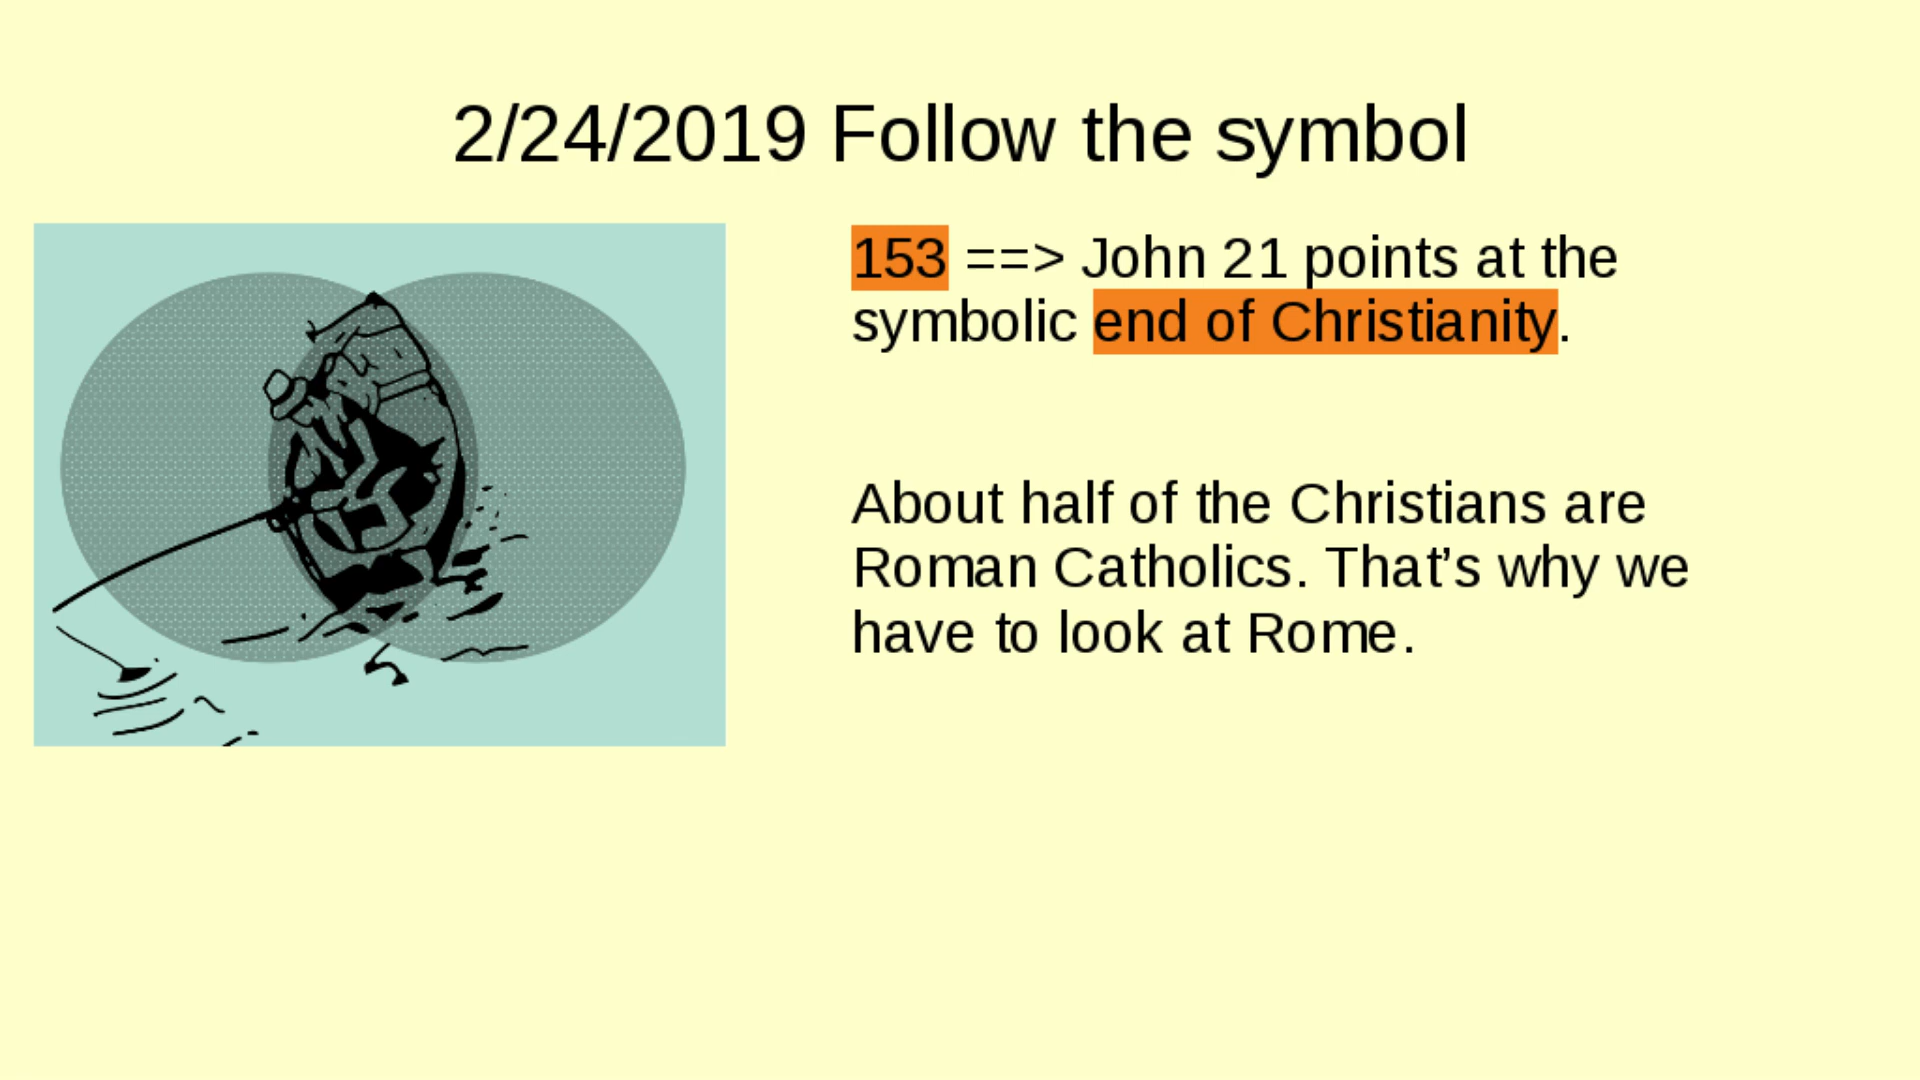 2/24/2019 Follow the symbol
153 ==> John 21 points at the
symbolic end of Christianity.
About half of the Christians are
Roman Catholics. That’s why we
have to look at Rome.